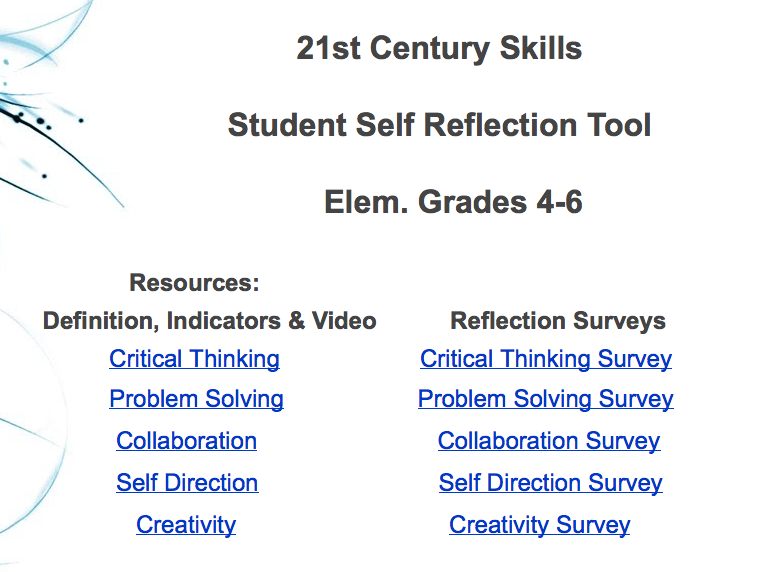 21st Century Skills
Student Self Reflection Tool
Elem. Grades 4-6
Resources:
Definition, Indicators & Video
Critical Thinking
Problem Solving
Collaboration
Self Direction
Creativity
Reflection Surveys
Critical Thinking Survey
Problem Solving Survey
Collaboration Survey
Self Direction Survey
Creativity Survey